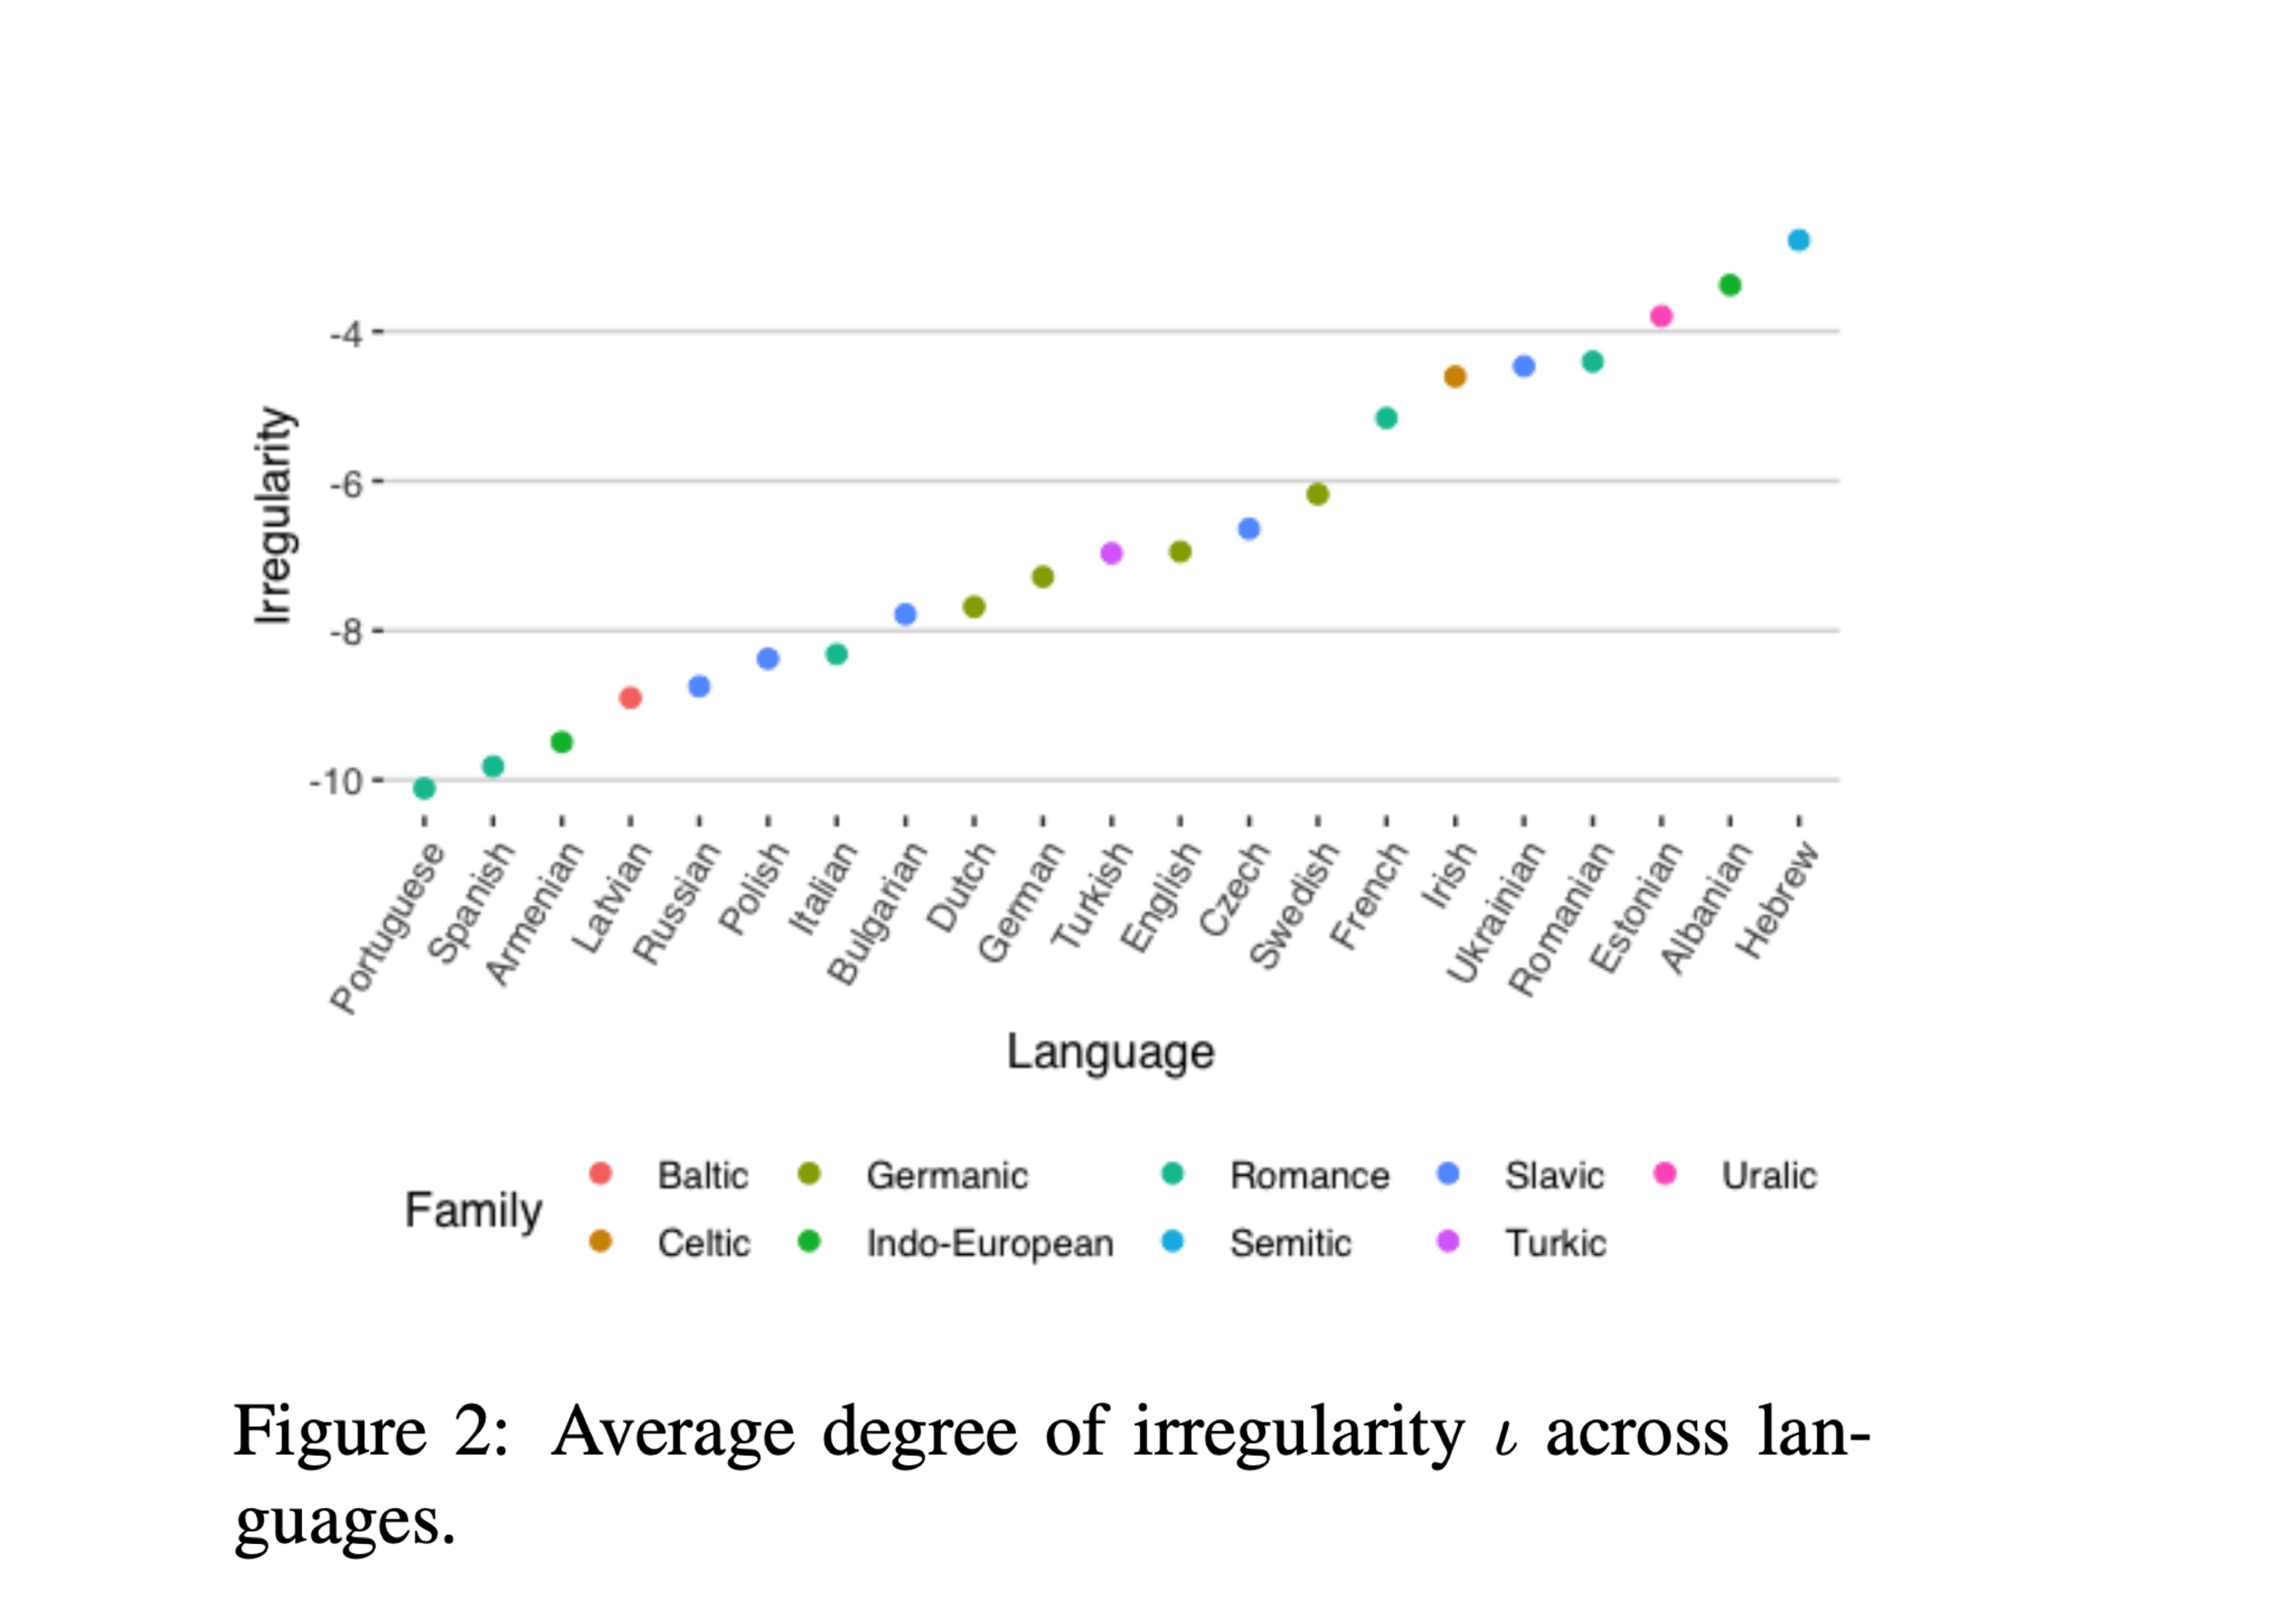 -4
-6
-8
-10
Irregularity
Portuguese
Spanish
Armenian
Latvian
Russian
Polish
Italian
Bulgarian
Dutch
German
Turkish
English
Czech
Swedish
French
Irish
Ukrainian
Romanian
Estonian
Albanian
Hebrew
Language
Family
Baltic
Germanic
Romance
Slavic
Uralic
Celtic
Indo-European
Semitic
Turkic
Figure 2: Average degree of irregularity ι across lan-
guages.